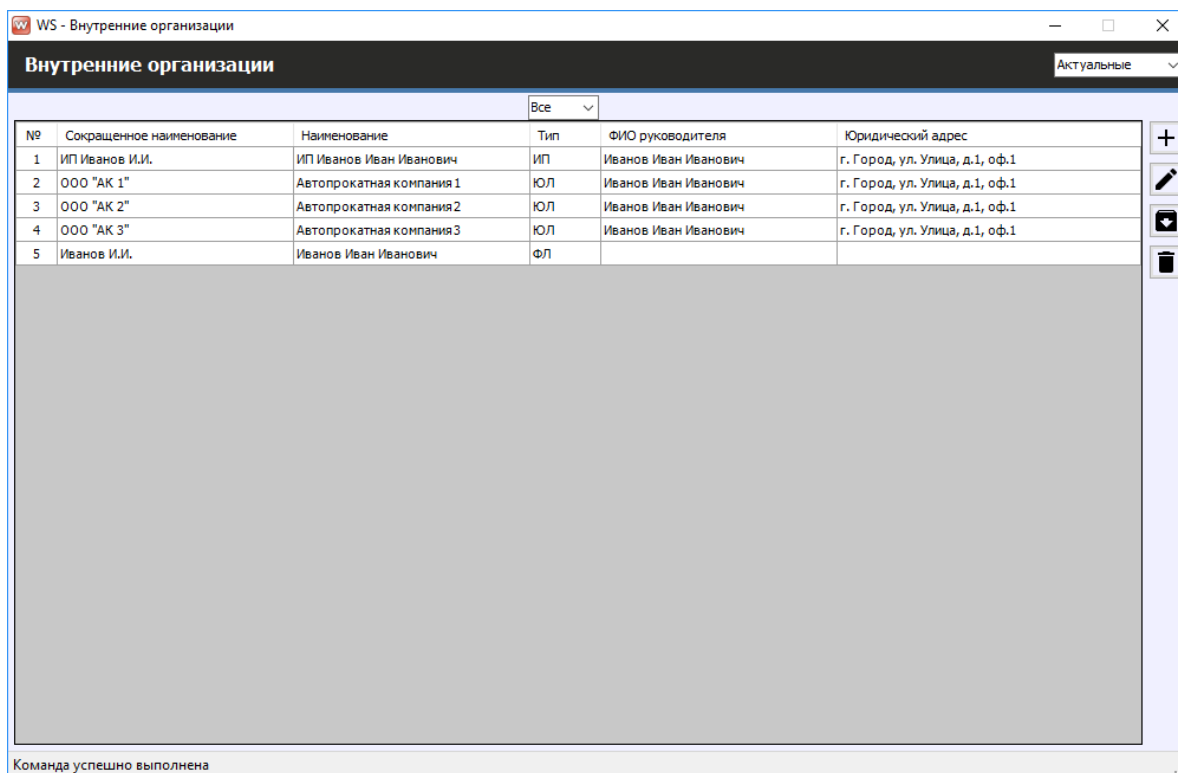 WS - Внутренние организации
Внутренние организации Актуальные
Все
№ Сокращенное наименование Наименование Тип ФИО руководителя Юридический адрес
1 ИП Иванов И.И. ИП Иванов Иван Иванович ИП Иванов Иван Иванович г. Город, ул. Улица, д.1, оф.1
2 ООО "АК 1" Автопрокатная компания 1 ЮЛ Иванов Иван Иванович г. Город, ул. Улица, д.1, оф.1
3 ООО "АК 2" Автопрокатная компания 2 ЮЛ Иванов Иван Иванович г. Город, ул. Улица, д.1, оф.1
4 ООО "АК 3" Автопрокатная компания 3 ЮЛ Иванов Иван Иванович г. Город, ул. Улица, д.1, оф.1
5 Иванов И.И. Иванов Иван Иванович ФЛ
Команда успешно выполнена